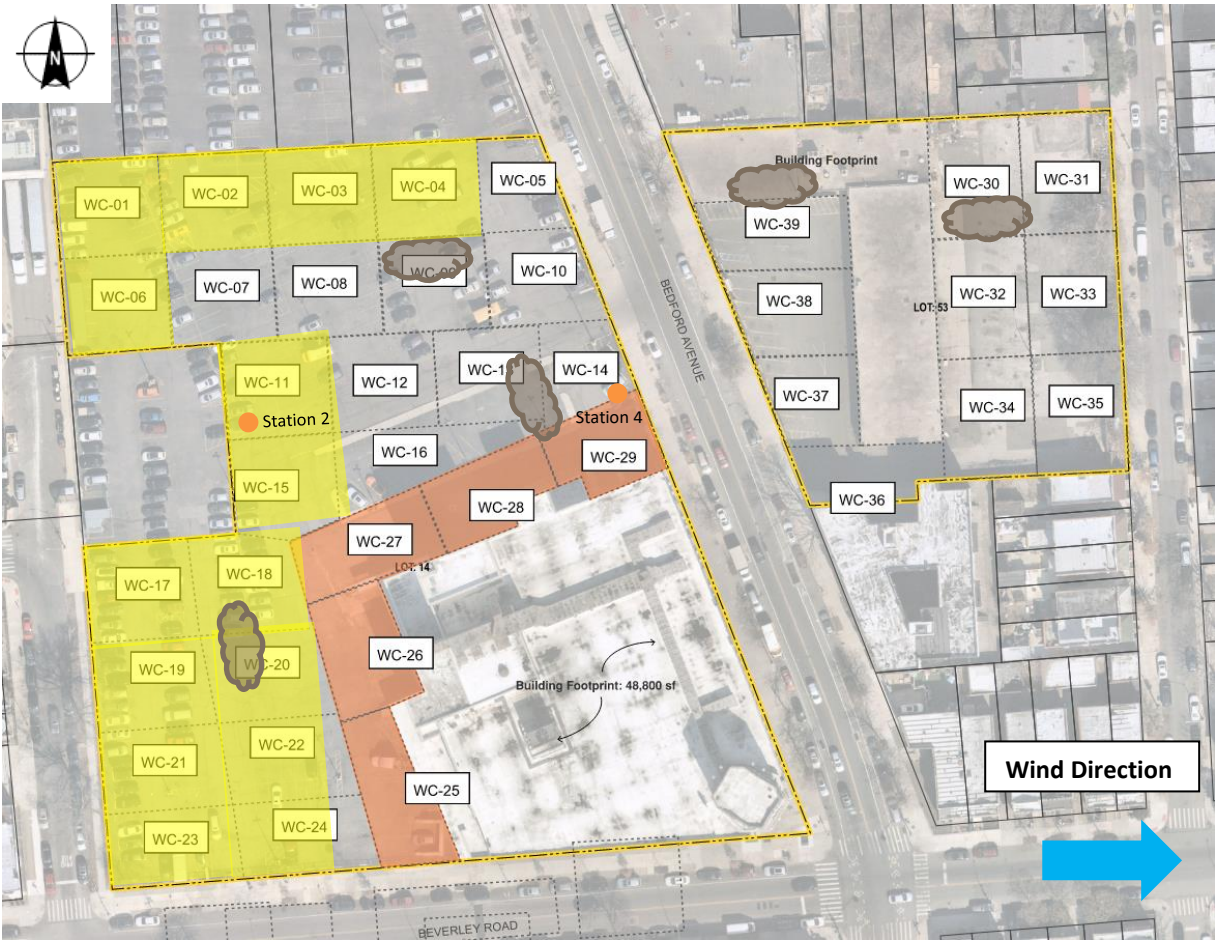 N
Building Footprint
WC-01
WC-02
WC-03
WC-04
WC-05
WC-30
WC-31
WC-39
WC-06
WC-07
WC-08
WC-10
WC-38
WC-32
WC-33
LOT: 53
BEDFORD AVENUE
WC-11
WC-12
WC-14
WC-37
WC-34
WC-35
Station 2
Station 4
WC-16
WC-29
WC-15
WC-28
WC-36
WC-27
LOT: 14
WC-17
WC-18
WC-19
WC-20
WC-26
Building Footprint: 48,800 sf
WC-21
WC-22
WC-25
WC-23
WC-24
Wind Direction
BEVERLEY ROAD